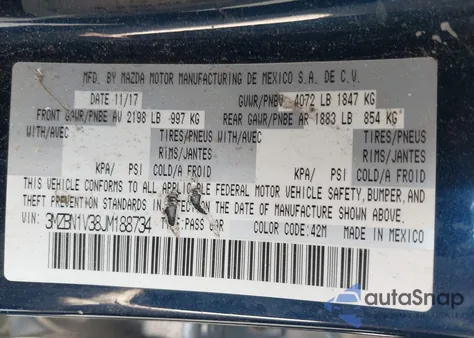 MFD. BY MAZDA MOTOR MANUFACTURING DE MEXICO S.A. DE C.V.
DATE 11/17 GVWR/PNBV 4072 LB 1847 KG
FRONT GAWR/PNBE AV 2198 LB 997 KG REAR GAWR/PNBE AR 1883 LB 854 KG
WITH/AVEC TIRES/PNEUS WITH/AVEC TIRES/PNEUS
RIMS/JANTES RIMS/JANTES
KPA/ PSI COLD/A FROID KPA/ PSI COLD/A FROID
THIS VEHICLE CONFORMS TO ALL APPLICABLE FEDERAL MOTOR VEHICLE SAFETY, BUMPER, AND
THEFT PREVENTION STANDARDS IN EFFECT ON THE DATE OF MANUFACTURE SHOWN ABOVE.
VIN: 3MZBN1V38JM188734 TYPE:PASS CAR COLOR CODE:42M MADE IN MEXICO
autoSnap